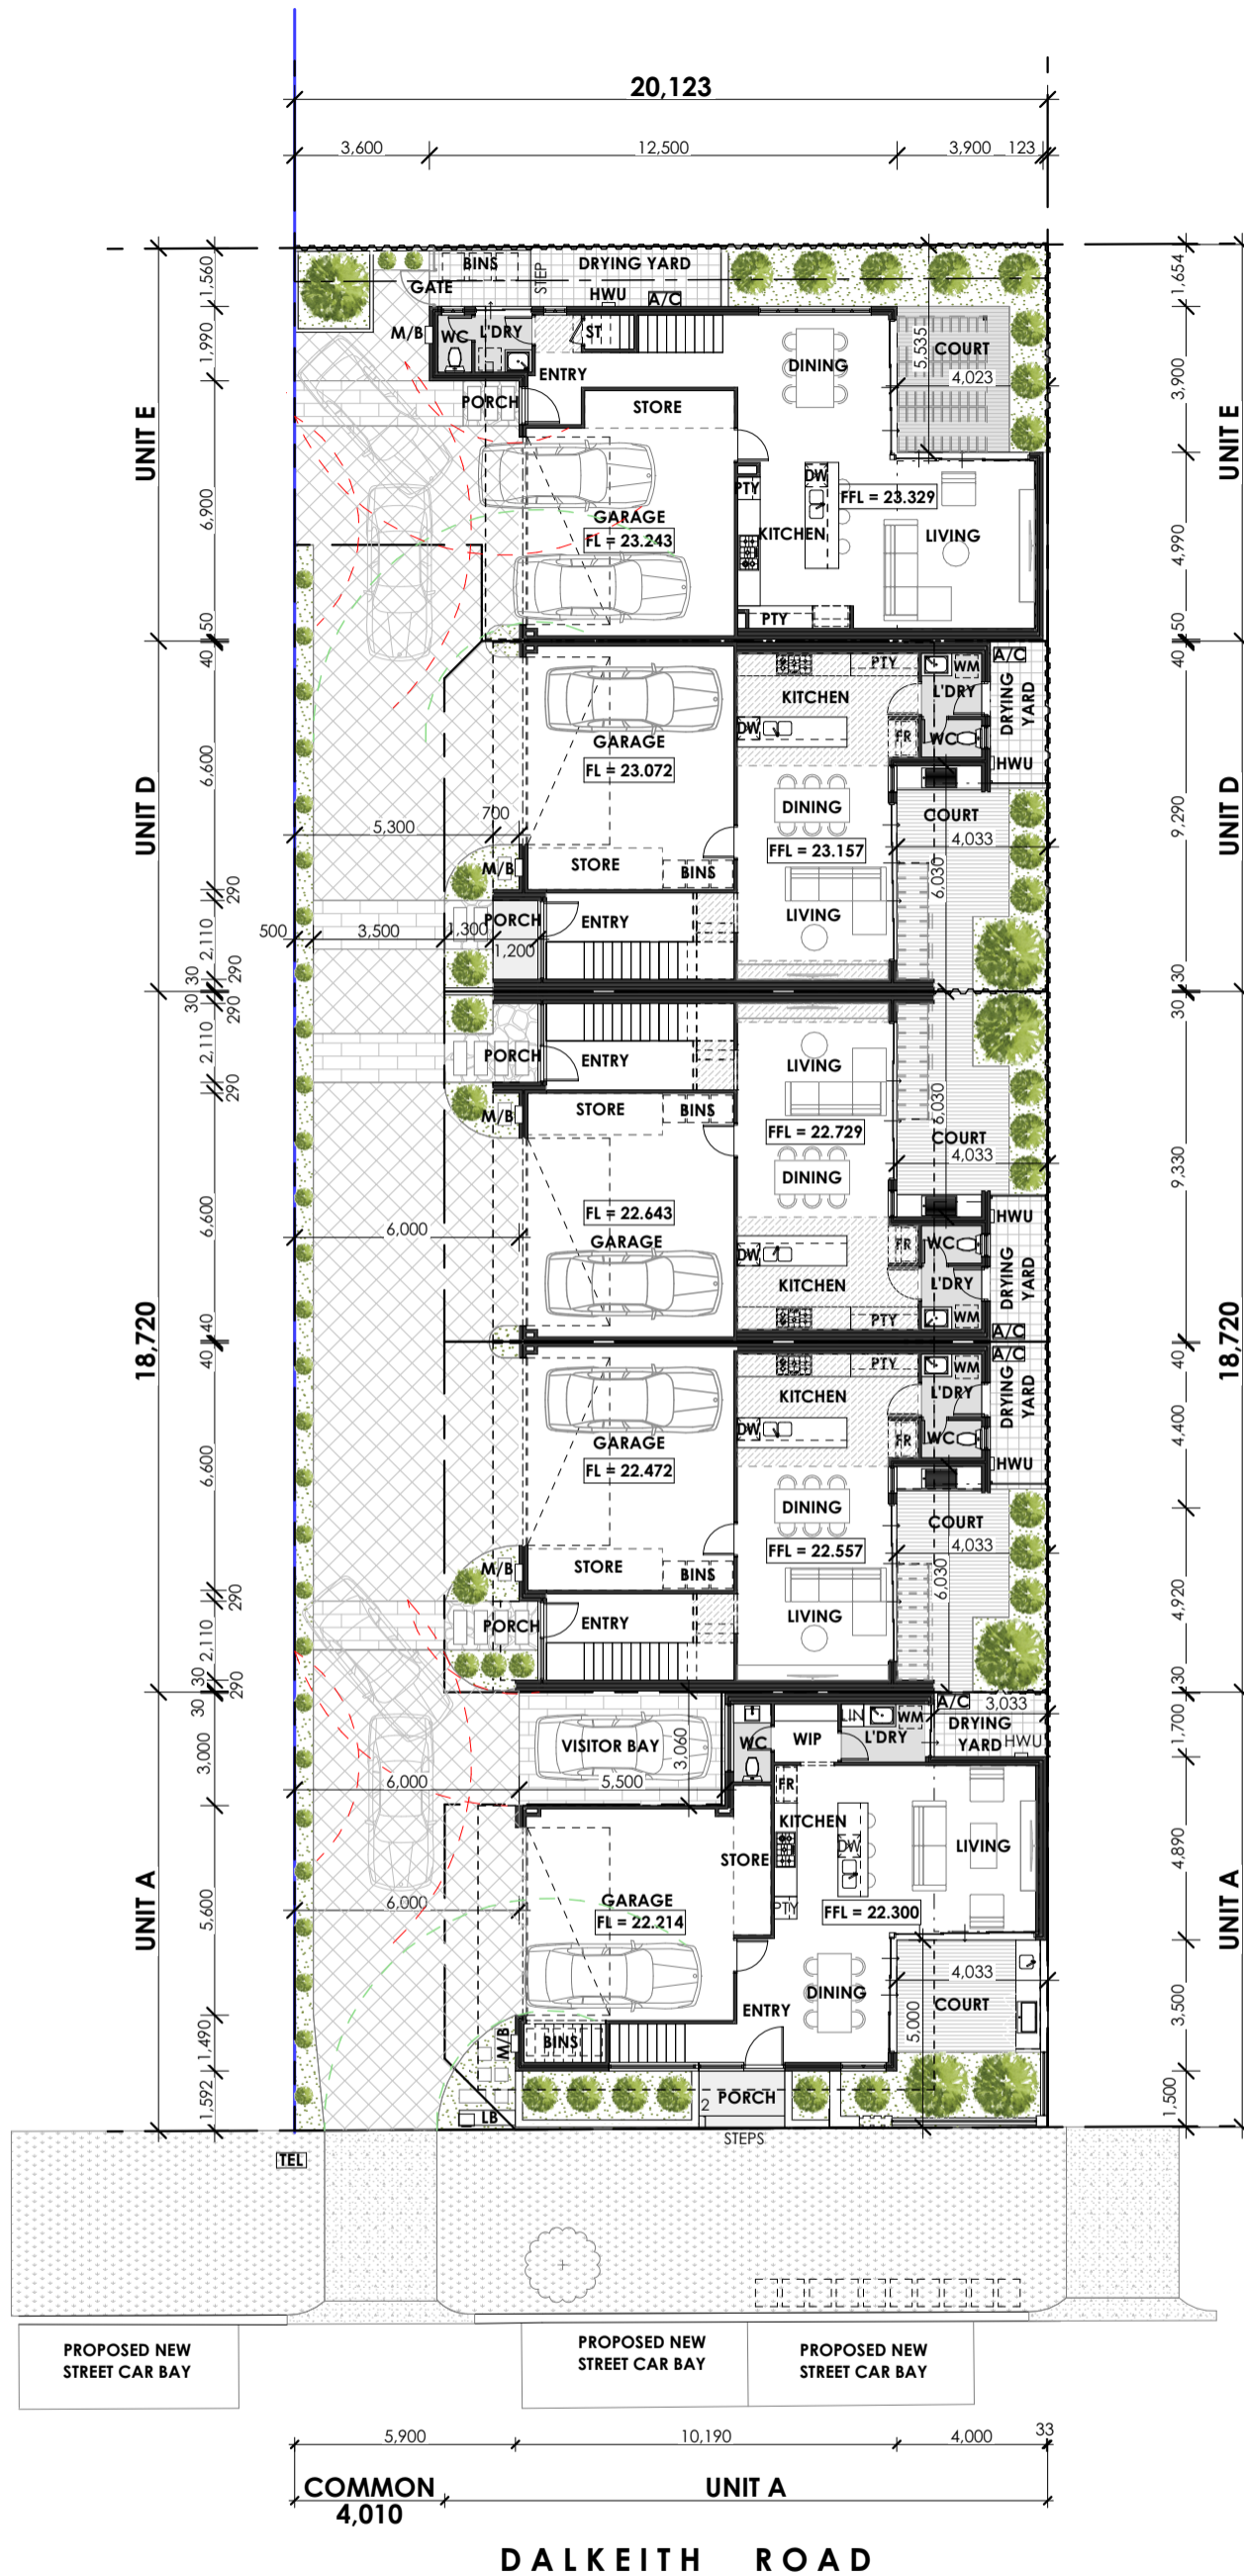 20,123
3,600
12,500
3,900
123
1,560
1,990
UNIT E
6,900
50
40
6,600
UNIT D
290
2,110
30
290
30
290
2,110
290
6,600
18,720
440
40
6,600
290
2,110
30
290
30
3,000
UNIT A
5,600
1,490
1,592
BINS
STEP
DRYING YARD
GATE
HWU
A/C
M/B
WC
L'DRY
ST
ENTRY
DINING
5,535
COURT
4,023
PORCH
STORE
PTY
DW
FFL = 23.329
GARAGE
FL = 23.243
KITCHEN
LIVING
PTY
1,654
3,900
UNIT E
4,990
50
40
PTY
WM
A/C
KITCHEN
L'DRY
DRYING
YARD
DW
FR
WC
HWU
GARAGE
FL = 23.072
DINING
COURT
4,033
FFL = 23.157
6,030
5,300
700
STORE
BINS
M/B
LIVING
500
3,500
1,300
PORCH
ENTRY
1,200
9,290
UNIT D
30
30
PORCH
ENTRY
LIVING
M/B
STORE
BINS
FFL = 22.729
6,030
COURT
4,033
DINING
9,330
FL = 22.643
GARAGE
6,000
DW
FR
WC
HWU
KITCHEN
L'DRY
DRYING
YARD
PTY
WM
A/C
18,720
40
PTY
WM
A/C
KITCHEN
L'DRY
DRYING
YARD
DW
FR
WC
HWU
GARAGE
FL = 22.472
4,400
DINING
COURT
4,033
FFL = 22.557
6,030
M/B
STORE
BINS
LIVING
PORCH
ENTRY
4,920
30
VISITOR BAY
3,060
5,500
6,000
WC
WIP
LIN
L'DRY
WM
A/C
3,033
DRYING
YARD
HWU
1,700
FR
KITCHEN
DW
LIVING
STORE
PTY
FFL = 22.300
4,890
UNIT A
6,000
GARAGE
FL = 22.214
4,033
COURT
5,000
DINING
ENTRY
3,500
M/B
BINS
LB
2
PORCH
STEPS
1,500
TEL
PROPOSED NEW
STREET CAR BAY
PROPOSED NEW
STREET CAR BAY
PROPOSED NEW
STREET CAR BAY
5,900
10,190
4,000
33
COMMON
4,010
UNIT A
DALKEITH ROAD